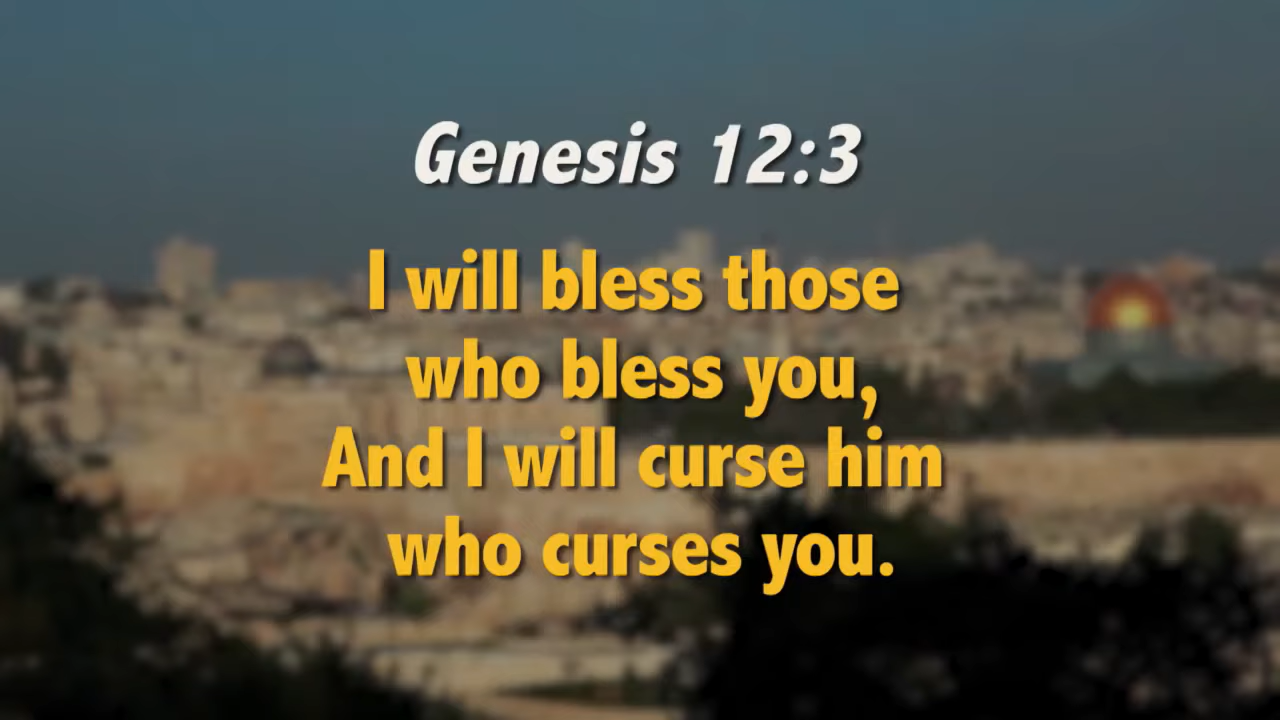 Genesis 12:3
I will bless those
who bless you,
And I will curse him
who curses you.